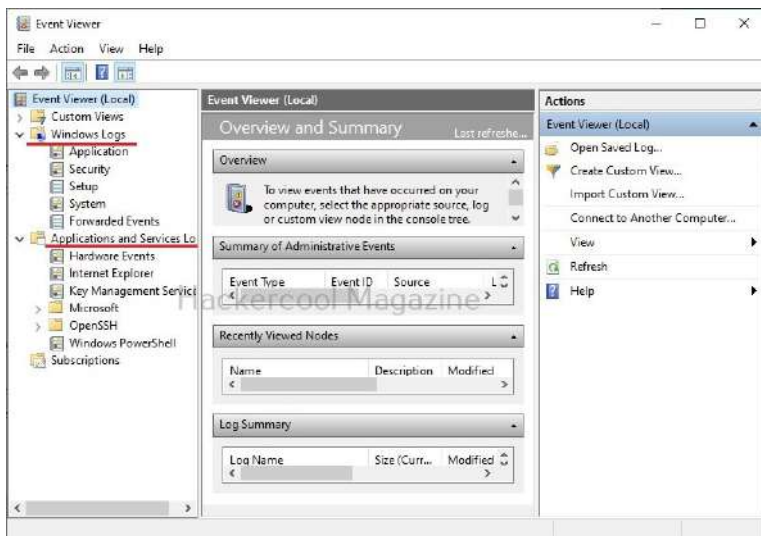 Event Viewer
File Action View Help
Event Viewer (Local)
Custom Views
Windows Logs
Application
Security
Setup
System
Forwarded Events
Applications and Services Lo
Hardware Events
Internet Explorer
Key Management Servici
Microsoft
OpenSSH
Windows PowerShell
Subscriptions
Event Viewer (Local)
Overview and Summary Last refreshe...
Overview
To view events that have occurred on your
computer, select the appropriate source, log
or custom view node in the console tree.
Summary of Administrative Events
Event Type Event ID Source L
Hackercool Magazine
Recently Viewed Nodes
Name Description Modified
Log Summary
Log Name Size (Curr... Modified
Actions
Event Viewer (Local)
Open Saved Log...
Create Custom View...
Import Custom View...
Connect to Another Computer...
View
Refresh
Help